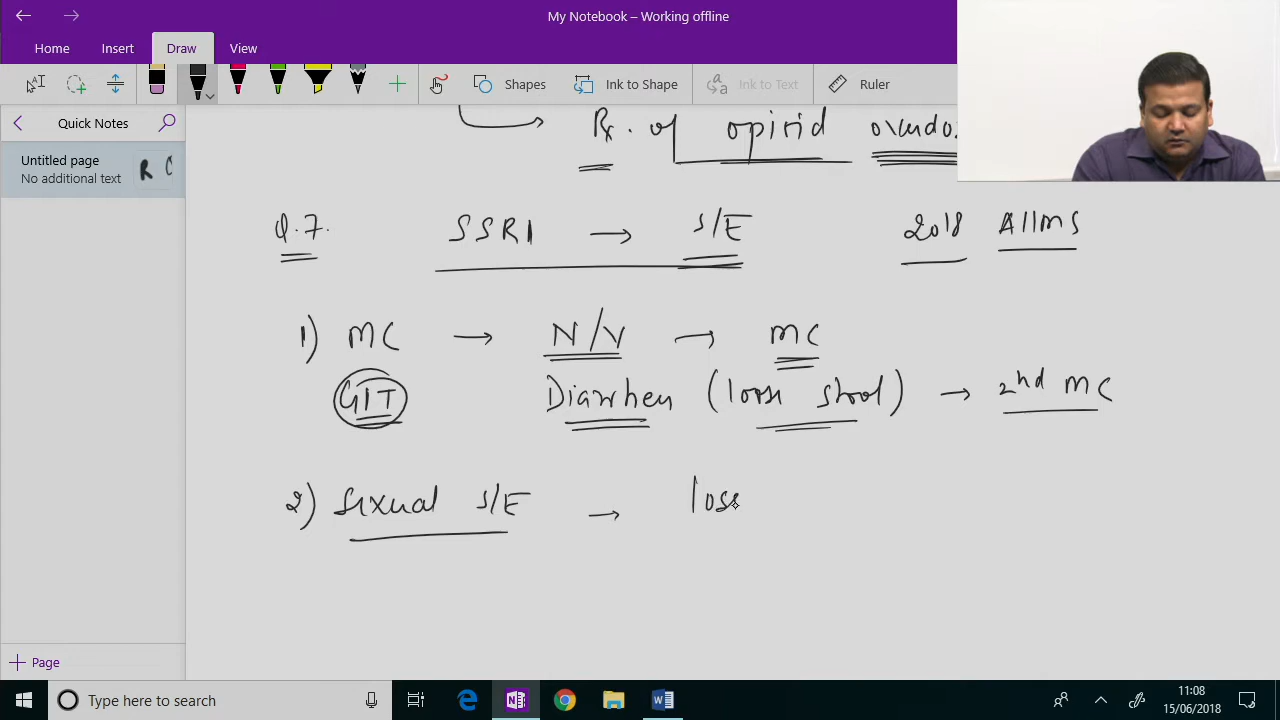 My Notebook – Working offline
Home Insert Draw View
Shapes Ink to Shape Ink to Text Ruler
Quick Notes
Untitled page
No additional text
R C
Rx. of opioid overdos
Q.7. SSRI → S/E 2018 AIIMS
1) MC → N/V → MC
GIT Diarrhea (loose stool) → 2nd MC
2) Sexual S/E → loss
Page
Type here to search
11:08
15/06/2018